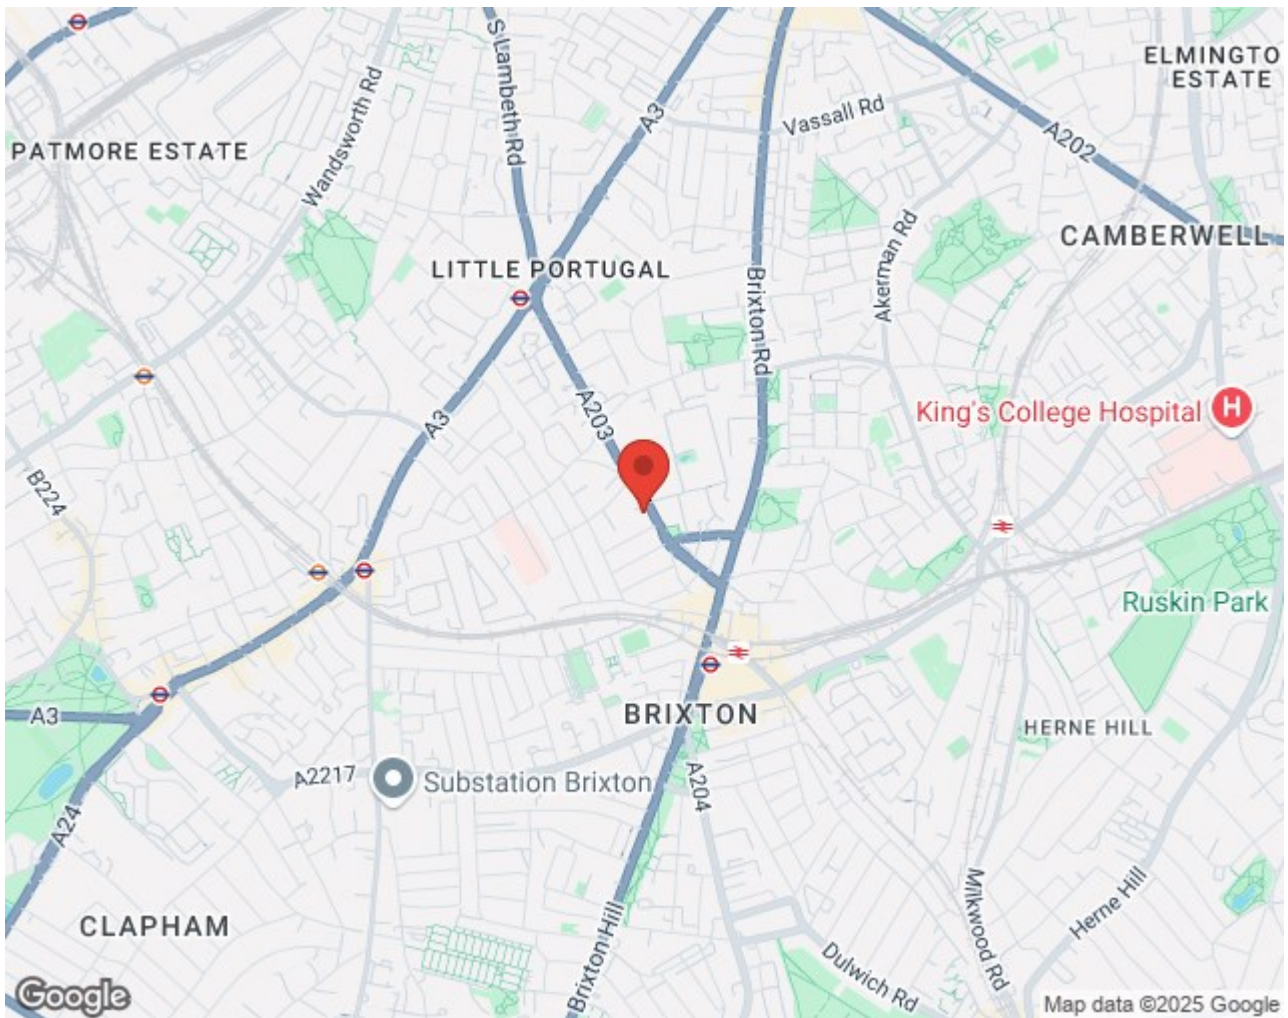 S Lambeth Rd
ELMINGTO
ESTATE
A3
Vassall Rd
A202
Wandsworth Rd
PATMORE ESTATE
Akerman Rd
CAMBERWELL
LITTLE PORTUGAL
Brixton Rd
A203
A3
King's College Hospital
H
B224
Ruskin Park
A3
BRIXTON
HERNE HILL
A2217
Substation Brixton
A204
A24
CLAPHAM
Milkwood Rd
Herne Hill
Brixton Hill
Dulwich Rd
Google
Map data ©2025 Google